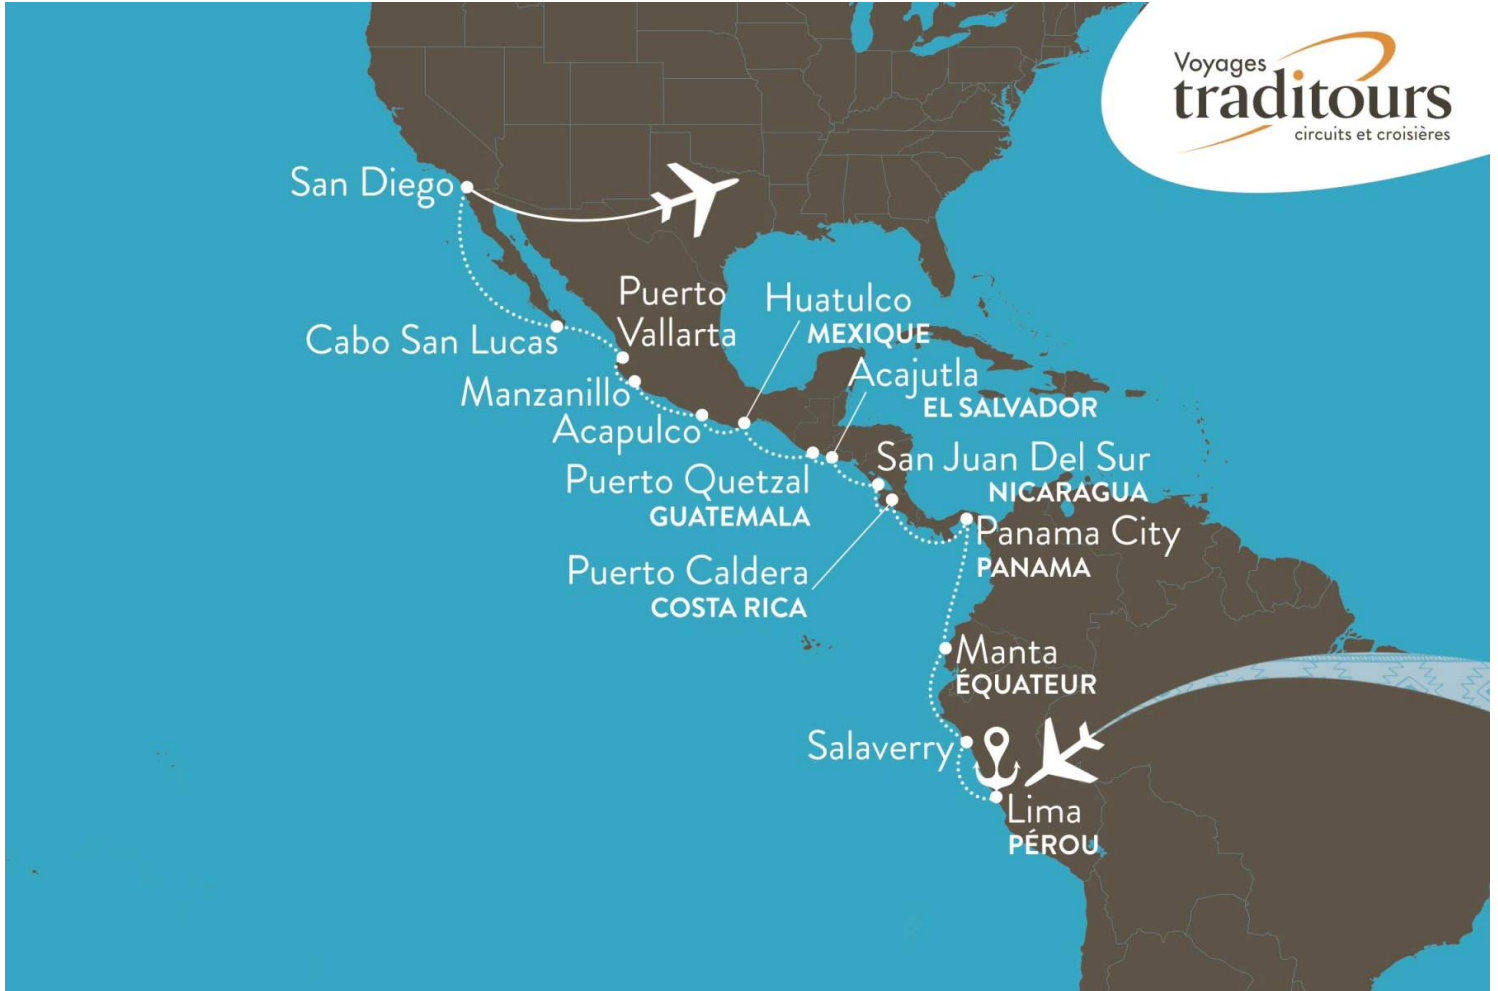 Voyages
traditours
circuits et croisières
San Diego
Puerto
Vallarta
Huatulco
MEXIQUE
Cabo San Lucas
Acajutla
EL SALVADOR
Manzanillo
Acapulco
San Juan Del Sur
NICARAGUA
Puerto Quetzal
GUATEMALA
Panama City
PANAMA
Puerto Caldera
COSTA RICA
Manta
ÉQUATEUR
Salaverry
Lima
PÉROU